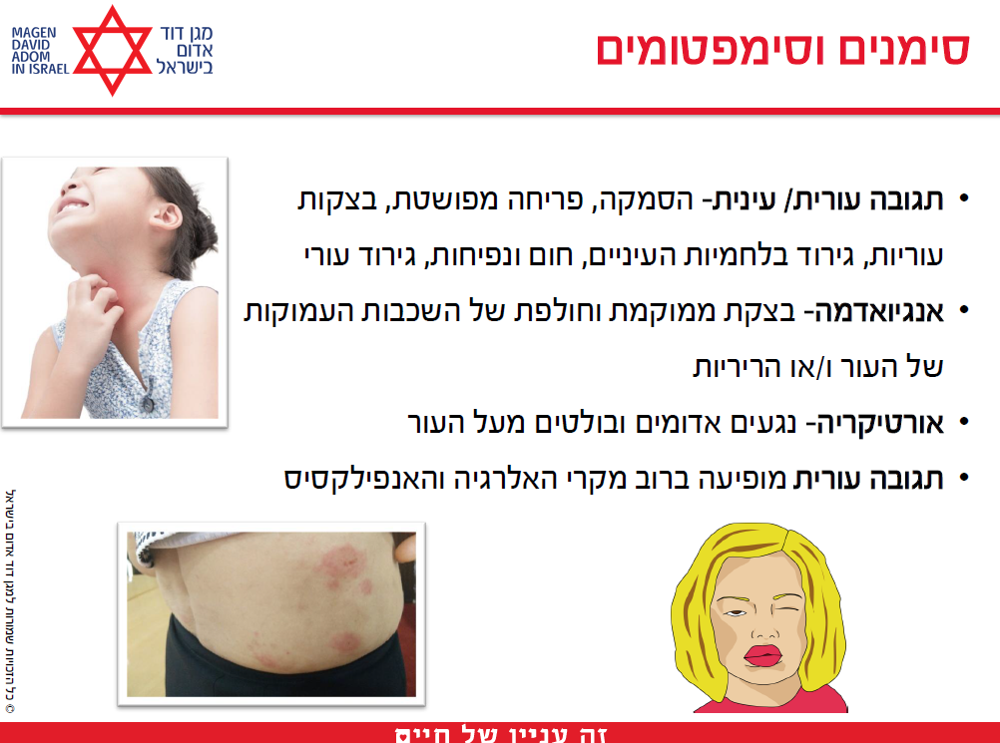 MAGEN
DAVID
ADOM
IN ISRAEL
מגן דוד
אדום
בישראל
סימנים וסימפטומים
• תגובה עורית/ עינית- הסמקה, פריחה מפושטת, בצקות
עוריות, גירוד בלחמיות העיניים, חום ונפיחות, גירוד עורי
• אנגיואדמה- בצקת ממוקמת וחולפת של השכבות העמוקות
של העור ו/או הריריות
• אורטיקריה- נגעים אדומים ובולטים מעל העור
• תגובה עורית מופיעה ברוב מקרי האלרגיה והאנפילקסיס
© כל הזכויות שמורות למגן דוד אדום בישראל
זה עניין של חיים